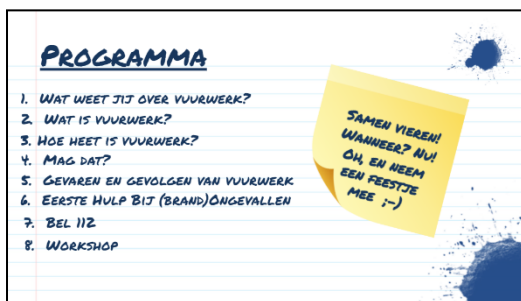 PROGRAMMA
1. WAT WEET JIJ OVER VUURWERK?
2. WAT IS VUURWERK?
3. HOE HEET IS VUURWERK?
4. MAG DAT?
5. GEVAREN EN GEVOLGEN VAN VUURWERK
6. EERSTE HULP BIJ (BRAND)ONGEVALLEN
7. BEL 112
8. WORKSHOP
SAMEN VIEREN!
WANNEER? NU!
OH, EN NEEM
EEN FEESTJE
MEE ;-)